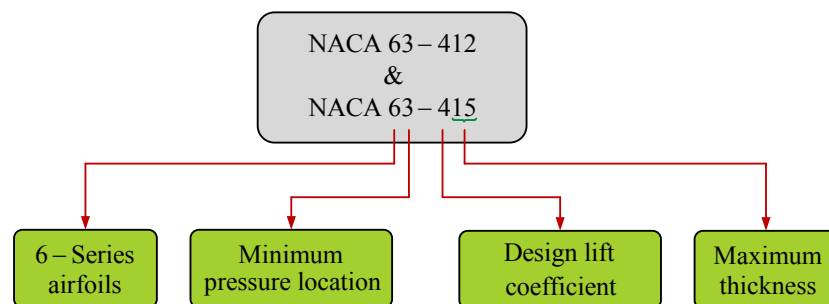 NACA 63 – 412
&
NACA 63 – 415
6 – Series
airfoils
Minimum
pressure location
Design lift
coefficient
Maximum
thickness